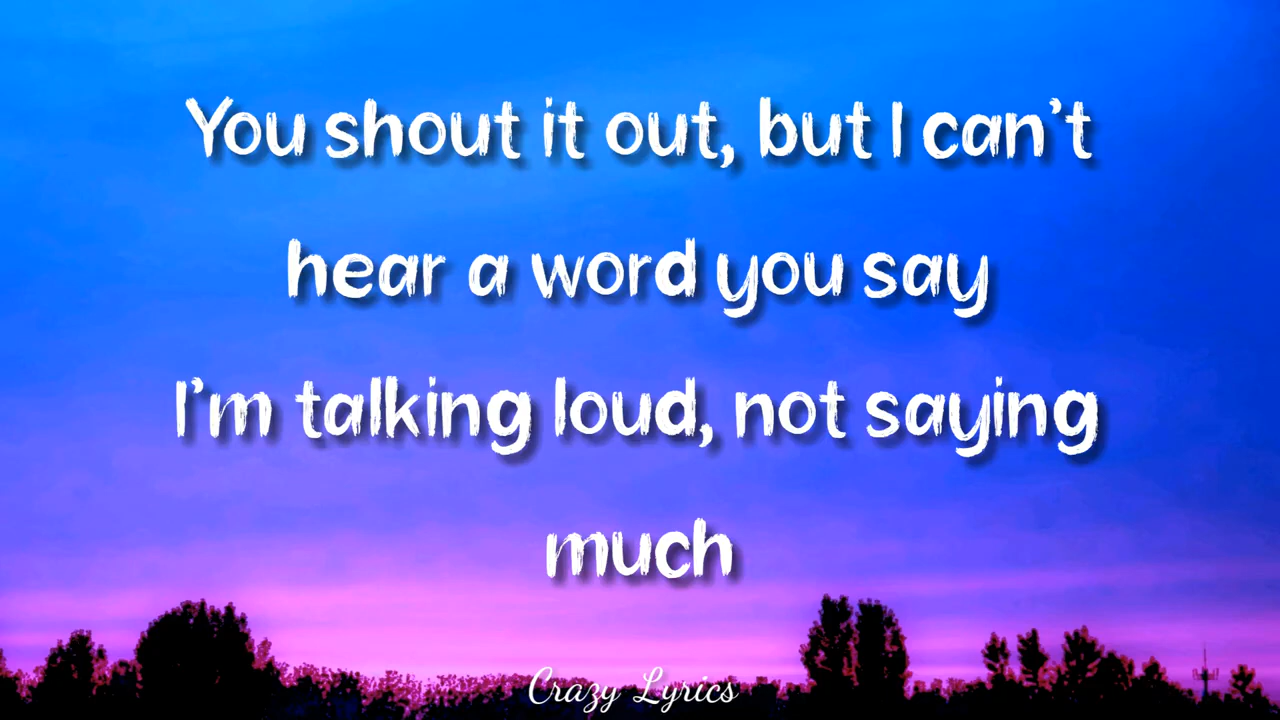 You shout it out, but I can't
hear a word you say
I'm talking loud, not saying
much
Crazy Lyrics